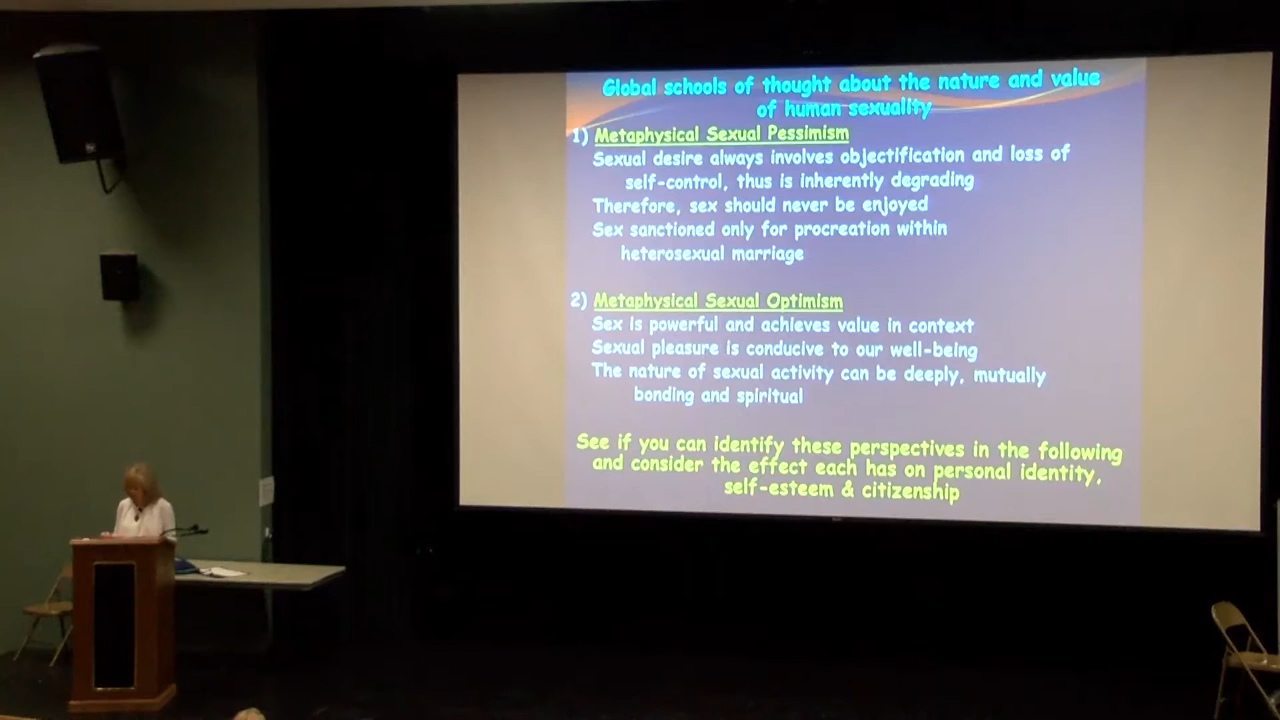 Global schools of thought about the nature and value
of human sexuality
1) Metaphysical Sexual Pessimism
Sexual desire always involves objectification and loss of
self-control, thus is inherently degrading
Therefore, sex should never be enjoyed
Sex sanctioned only for procreation within
heterosexual marriage
2) Metaphysical Sexual Optimism
Sex is powerful and achieves value in context
Sexual pleasure is conducive to our well-being
The nature of sexual activity can be deeply, mutually
bonding and spiritual
See if you can identify these perspectives in the following
and consider the effect each has on personal identity,
self-esteem & citizenship